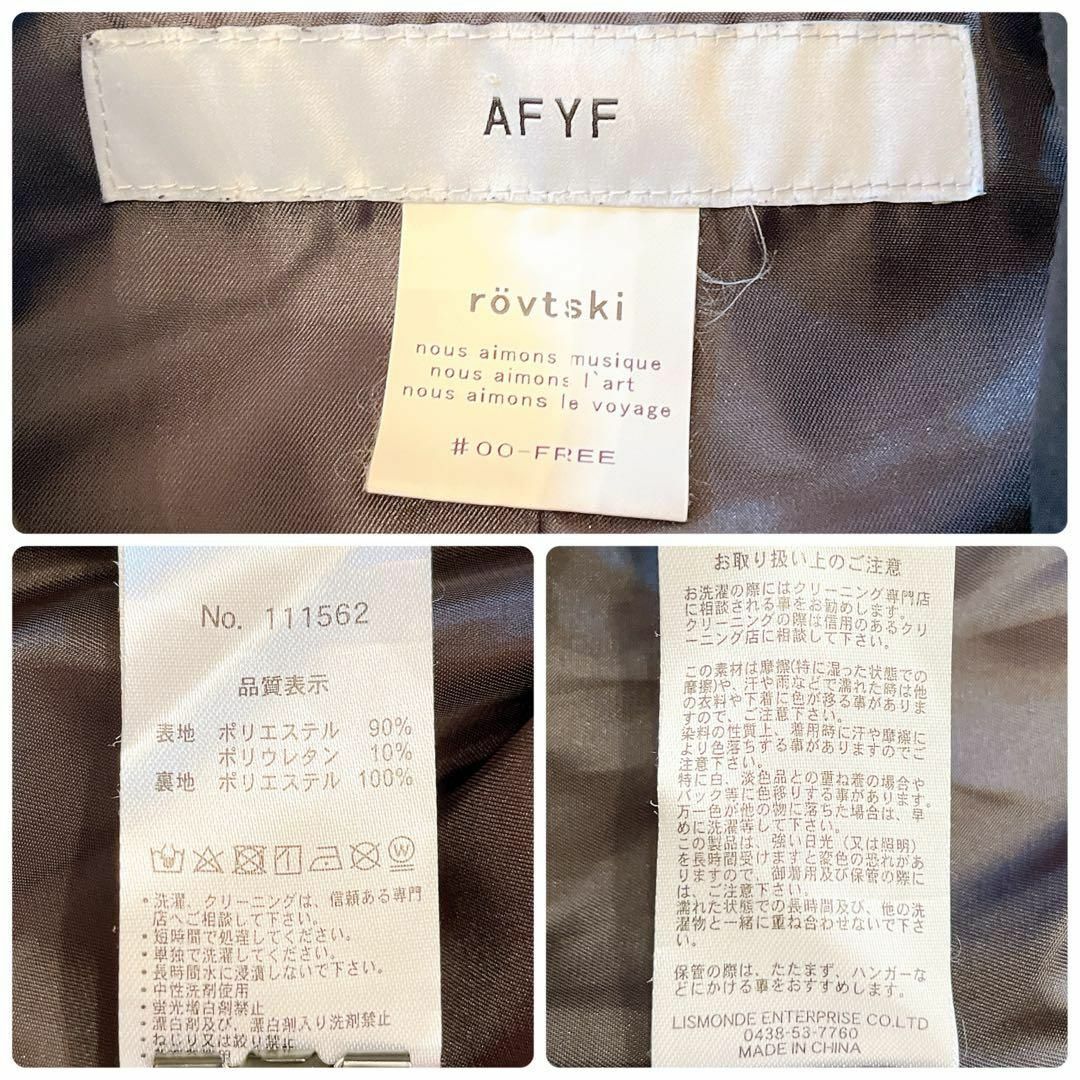 AFYF
rövtski
nous aimons musique
nous aimons l`art
nous aimons le voyage
#00-FREE
No. 111562
品質表示
表地 ポリエステル 90%
ポリウレタン 10%
裏地 ポリエステル 100%
・洗濯、クリーニングは、信頼ある専門
店へご相談して下さい。
・短時間で処理してください。
・単独で洗濯してください。
・長時間水に浸漬しないで下さい。
・中性洗剤使用
・蛍光増白剤禁止
・漂白剤及び、漂白剤入り洗剤禁止
・ねじり又は絞り禁止
お取り扱い上のご注意
お洗濯の際にはクリーニング専門店
に相談される事をお勧めします。
クリーニングの際は信用のあるクリ
ーニング店に相談して下さい。
この素材は摩擦(特に湿った状態での
摩擦)や、汗や雨などで濡れた時は他
の衣料や下着に色が移る事がありま
すので、ご注意下さい。
染料の性質上、着用時に汗や摩擦に
より色落ちする事がありますのでご
注意下さい。
特に白、淡色品との重ね着の場合や
バック等に色移りする事があります。
万一色が他の物に落ちた場合は、早
めに洗濯等して下さい。
この製品は、強い日光(又は照明)
を長時間受けますと変色の恐れがあ
りますので、御着用及び保管の際に
は、ご注意下さい。
濡れた状態での長時間及び、他の洗
濯物と一緒に重ね合わせないで下さ
い。
保管の際は、たたまず、ハンガーな
どにかける事をおすすめします。
LISMONDE ENTERPRISE CO.LTD
0438-53-7760
MADE IN CHINA